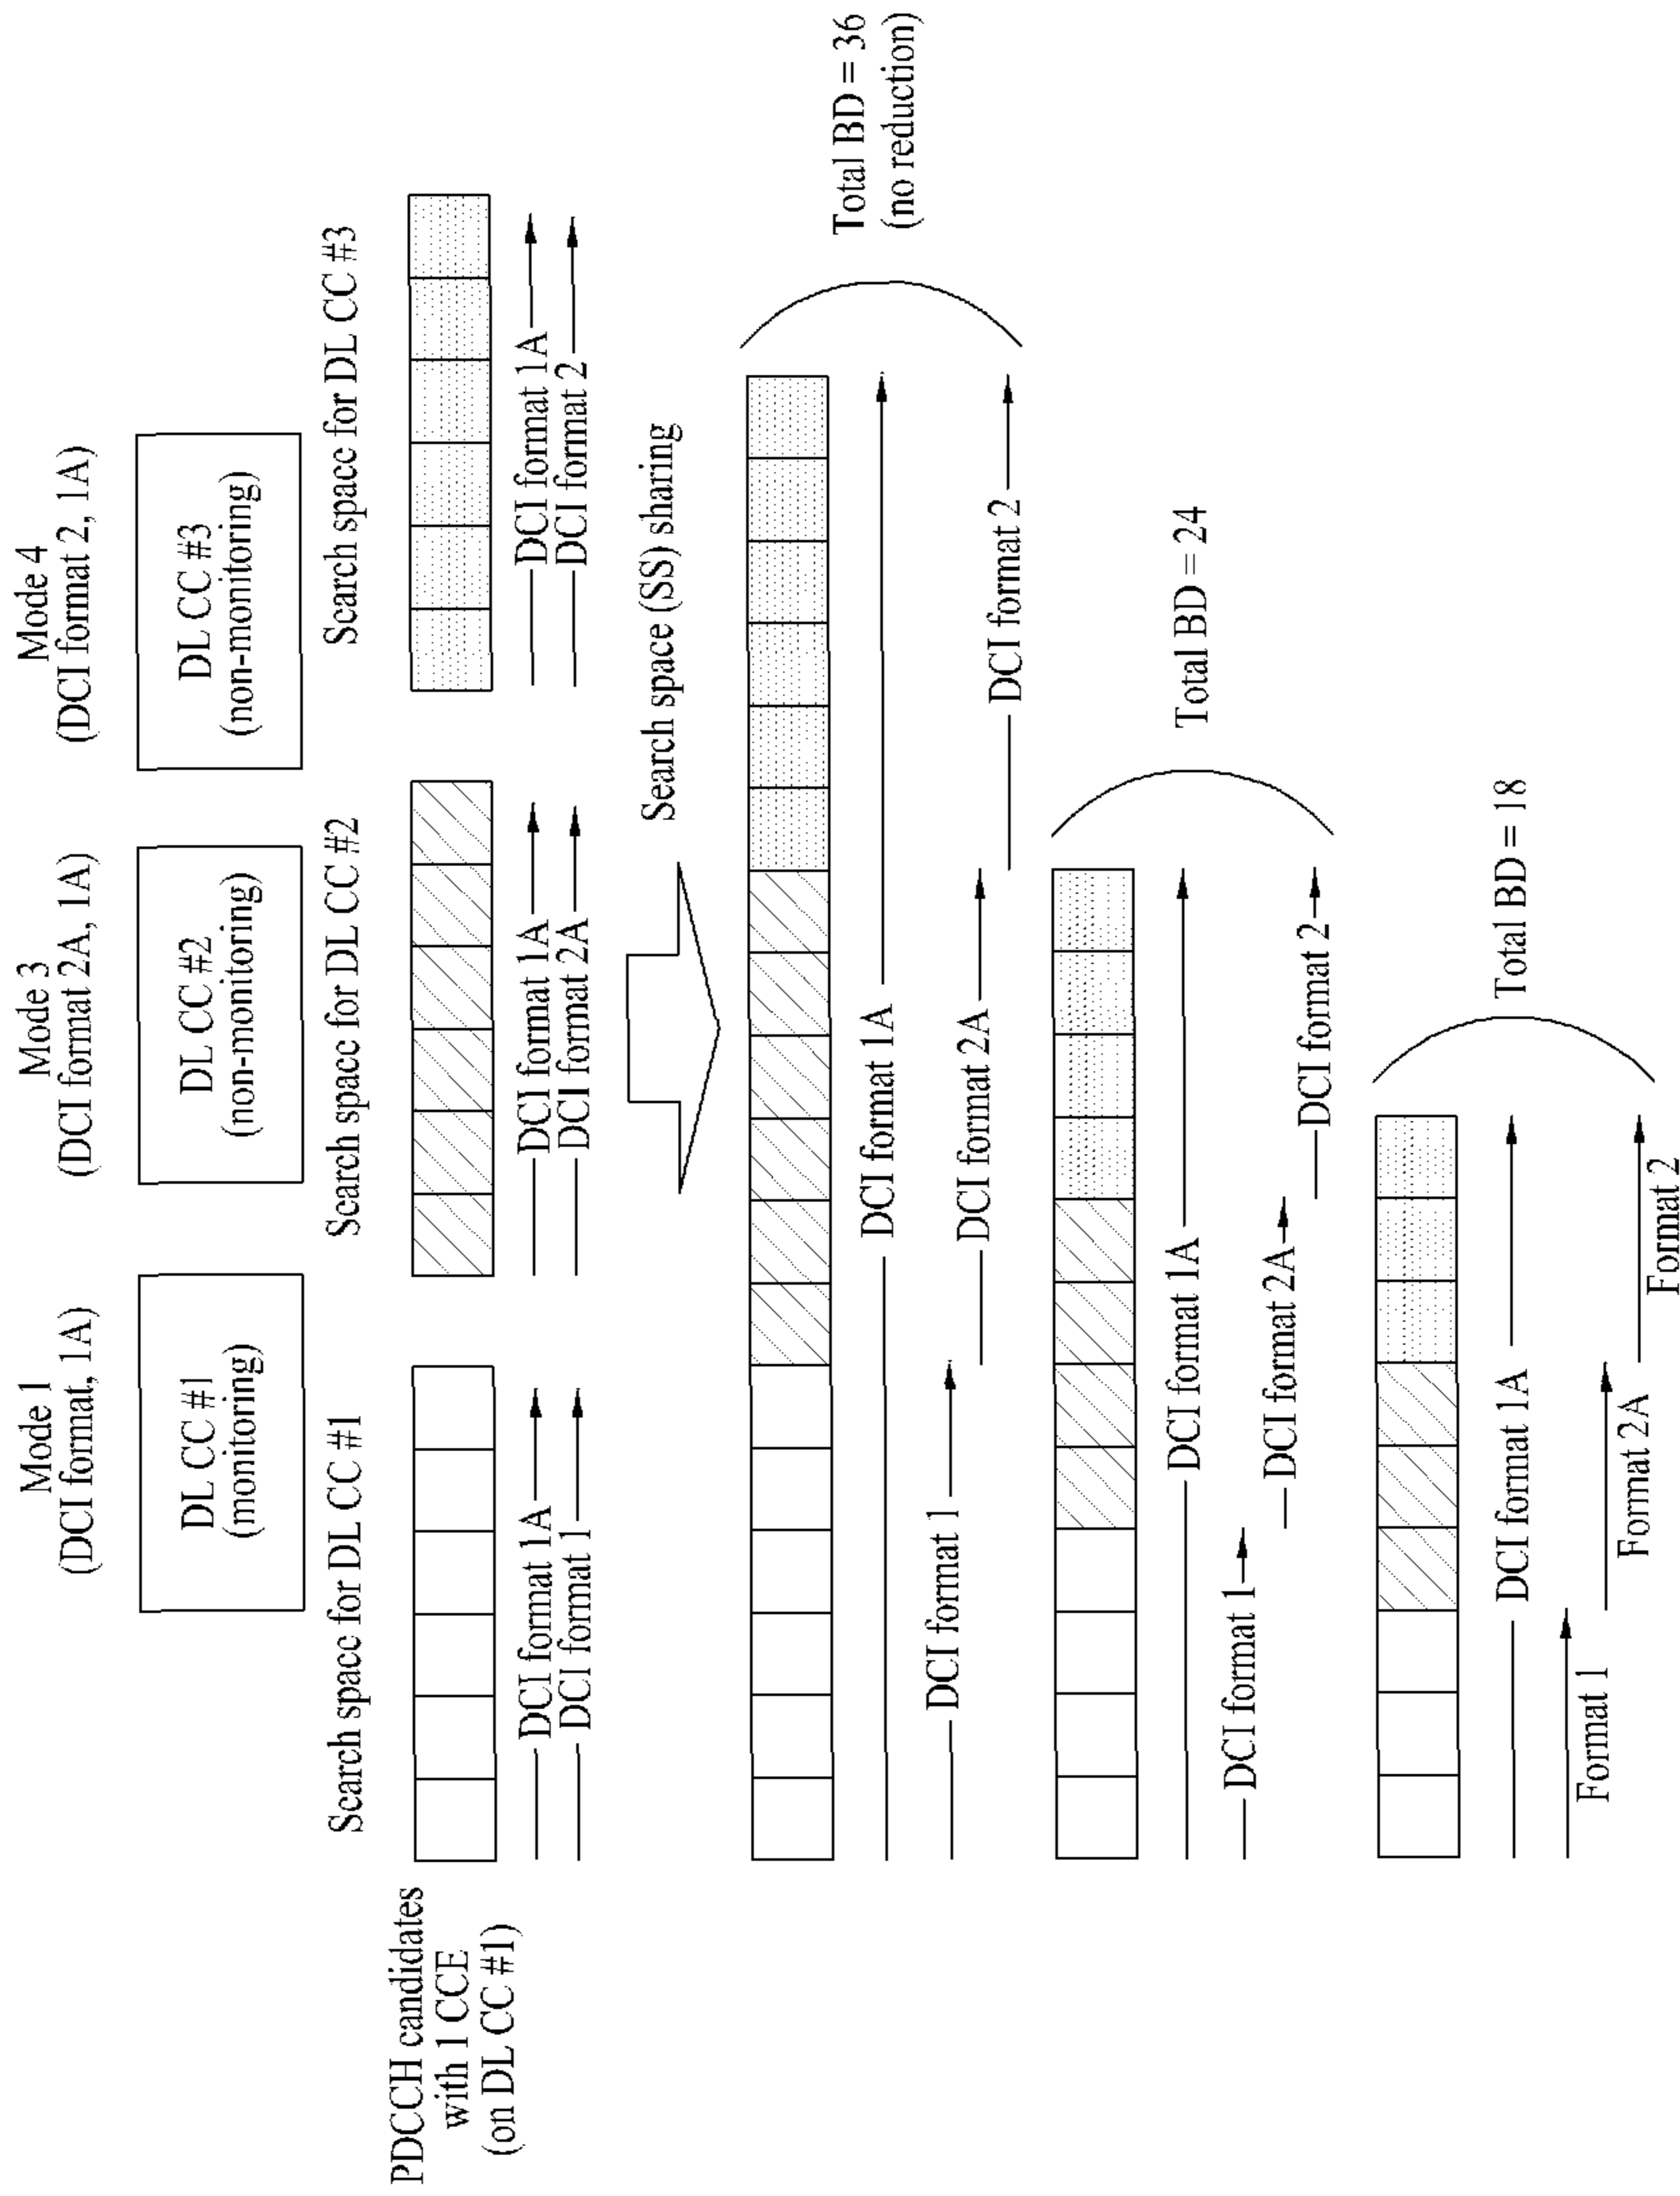 Mode 1
(DCI format, 1A)
Mode 3
(DCI format 2A, 1A)
Mode 4
(DCI format 2, 1A)
DL CC #1
(monitoring)
DL CC #2
(non-monitoring)
DL CC #3
(non-monitoring)
Search space for DL CC #1
Search space for DL CC #2
Search space for DL CC #3
PDCCH candidates
with 1 CCE
(on DL CC #1)
DCI format 1A
DCI format 1
DCI format 1A
DCI format 2A
DCI format 1A
DCI format 2
Search space (SS) sharing
DCI format 1A
DCI format 1
DCI format 2A
DCI format 2
Total BD = 36
(no reduction)
DCI format 1A
DCI format 1
DCI format 2A
DCI format 2
Total BD = 24
DCI format 1A
Format 1
Format 2A
Format 2
Total BD = 18